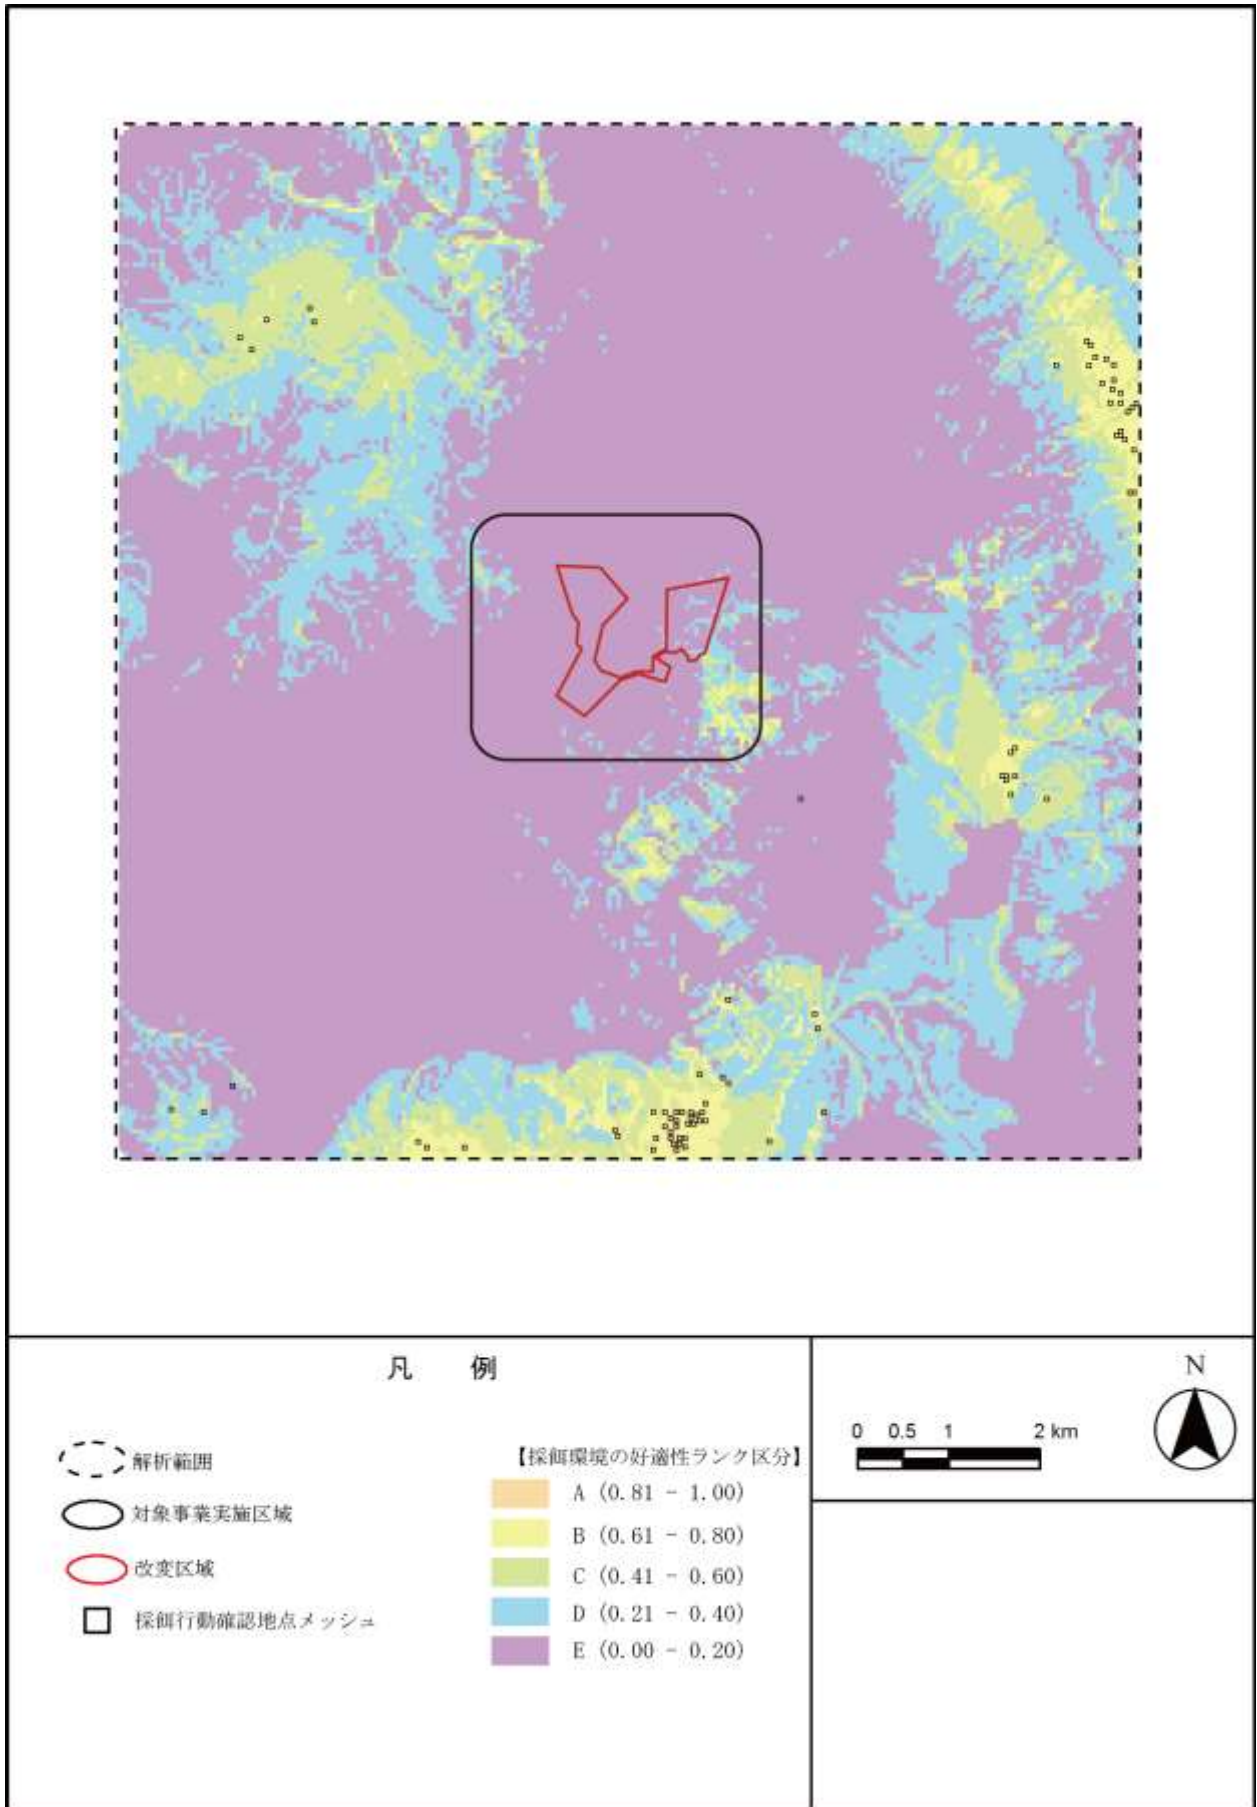 凡 例
解析範囲
対象事業実施区域
改変区域
採餌行動確認地点メッシュ
【採餌環境の好適性ランク区分】
A (0.81 - 1.00)
B (0.61 - 0.80)
C (0.41 - 0.60)
D (0.21 - 0.40)
E (0.00 - 0.20)
0 0.5 1 2 km
N